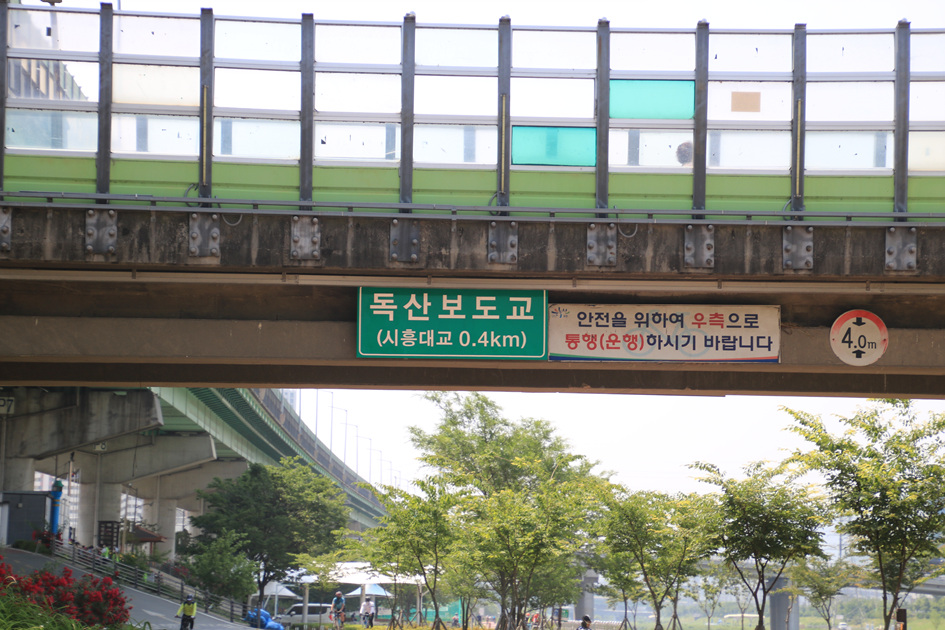 독산보도교
(시흥대교 0.4km)
안전을 위하여 우측으로
통행(운행)하시기 바랍니다
4.0m